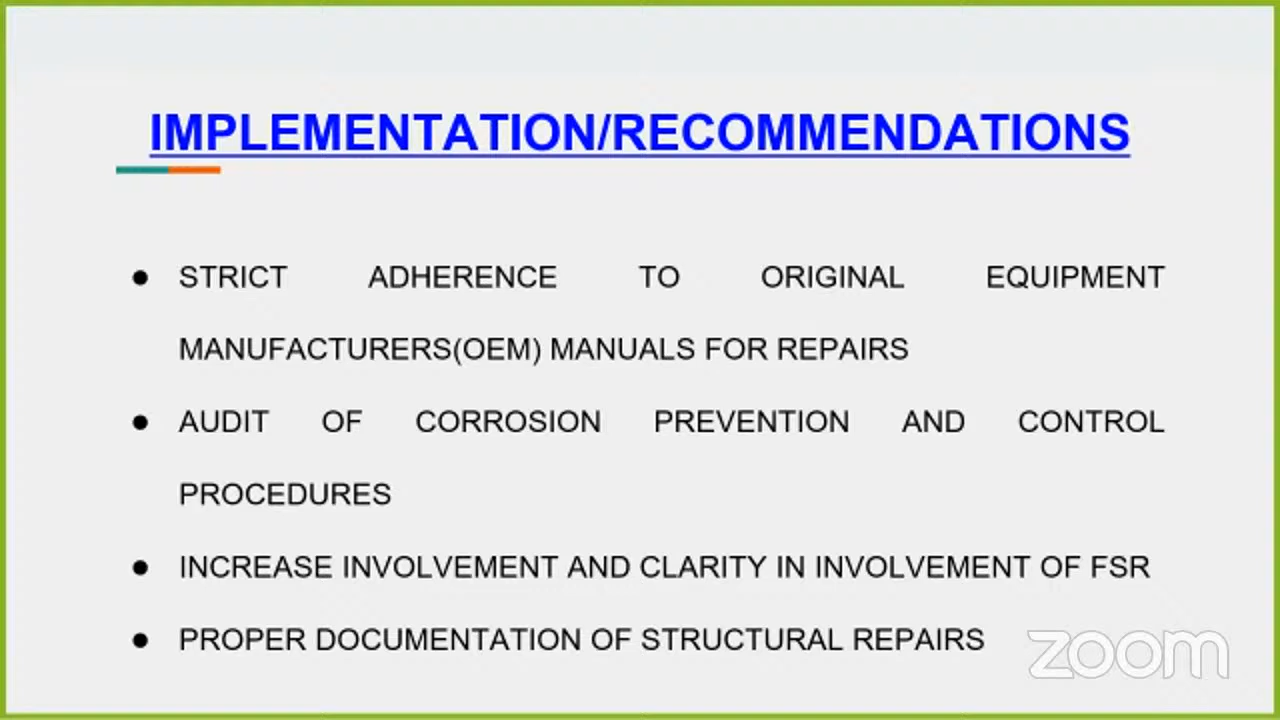 IMPLEMENTATION/RECOMMENDATIONS
● STRICT ADHERENCE TO ORIGINAL EQUIPMENT
MANUFACTURERS(OEM) MANUALS FOR REPAIRS
● AUDIT OF CORROSION PREVENTION AND CONTROL
PROCEDURES
● INCREASE INVOLVEMENT AND CLARITY IN INVOLVEMENT OF FSR
● PROPER DOCUMENTATION OF STRUCTURAL REPAIRS
zoom